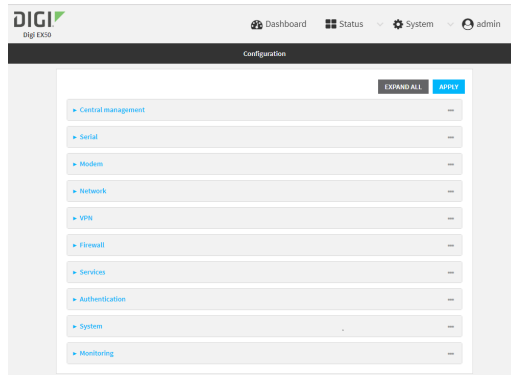 DIGI.
Digi EX50
Dashboard Status System admin
Configuration
EXPAND ALL APPLY
Central management
Serial
Modem
Network
VPN
Firewall
Services
Authentication
System
Monitoring